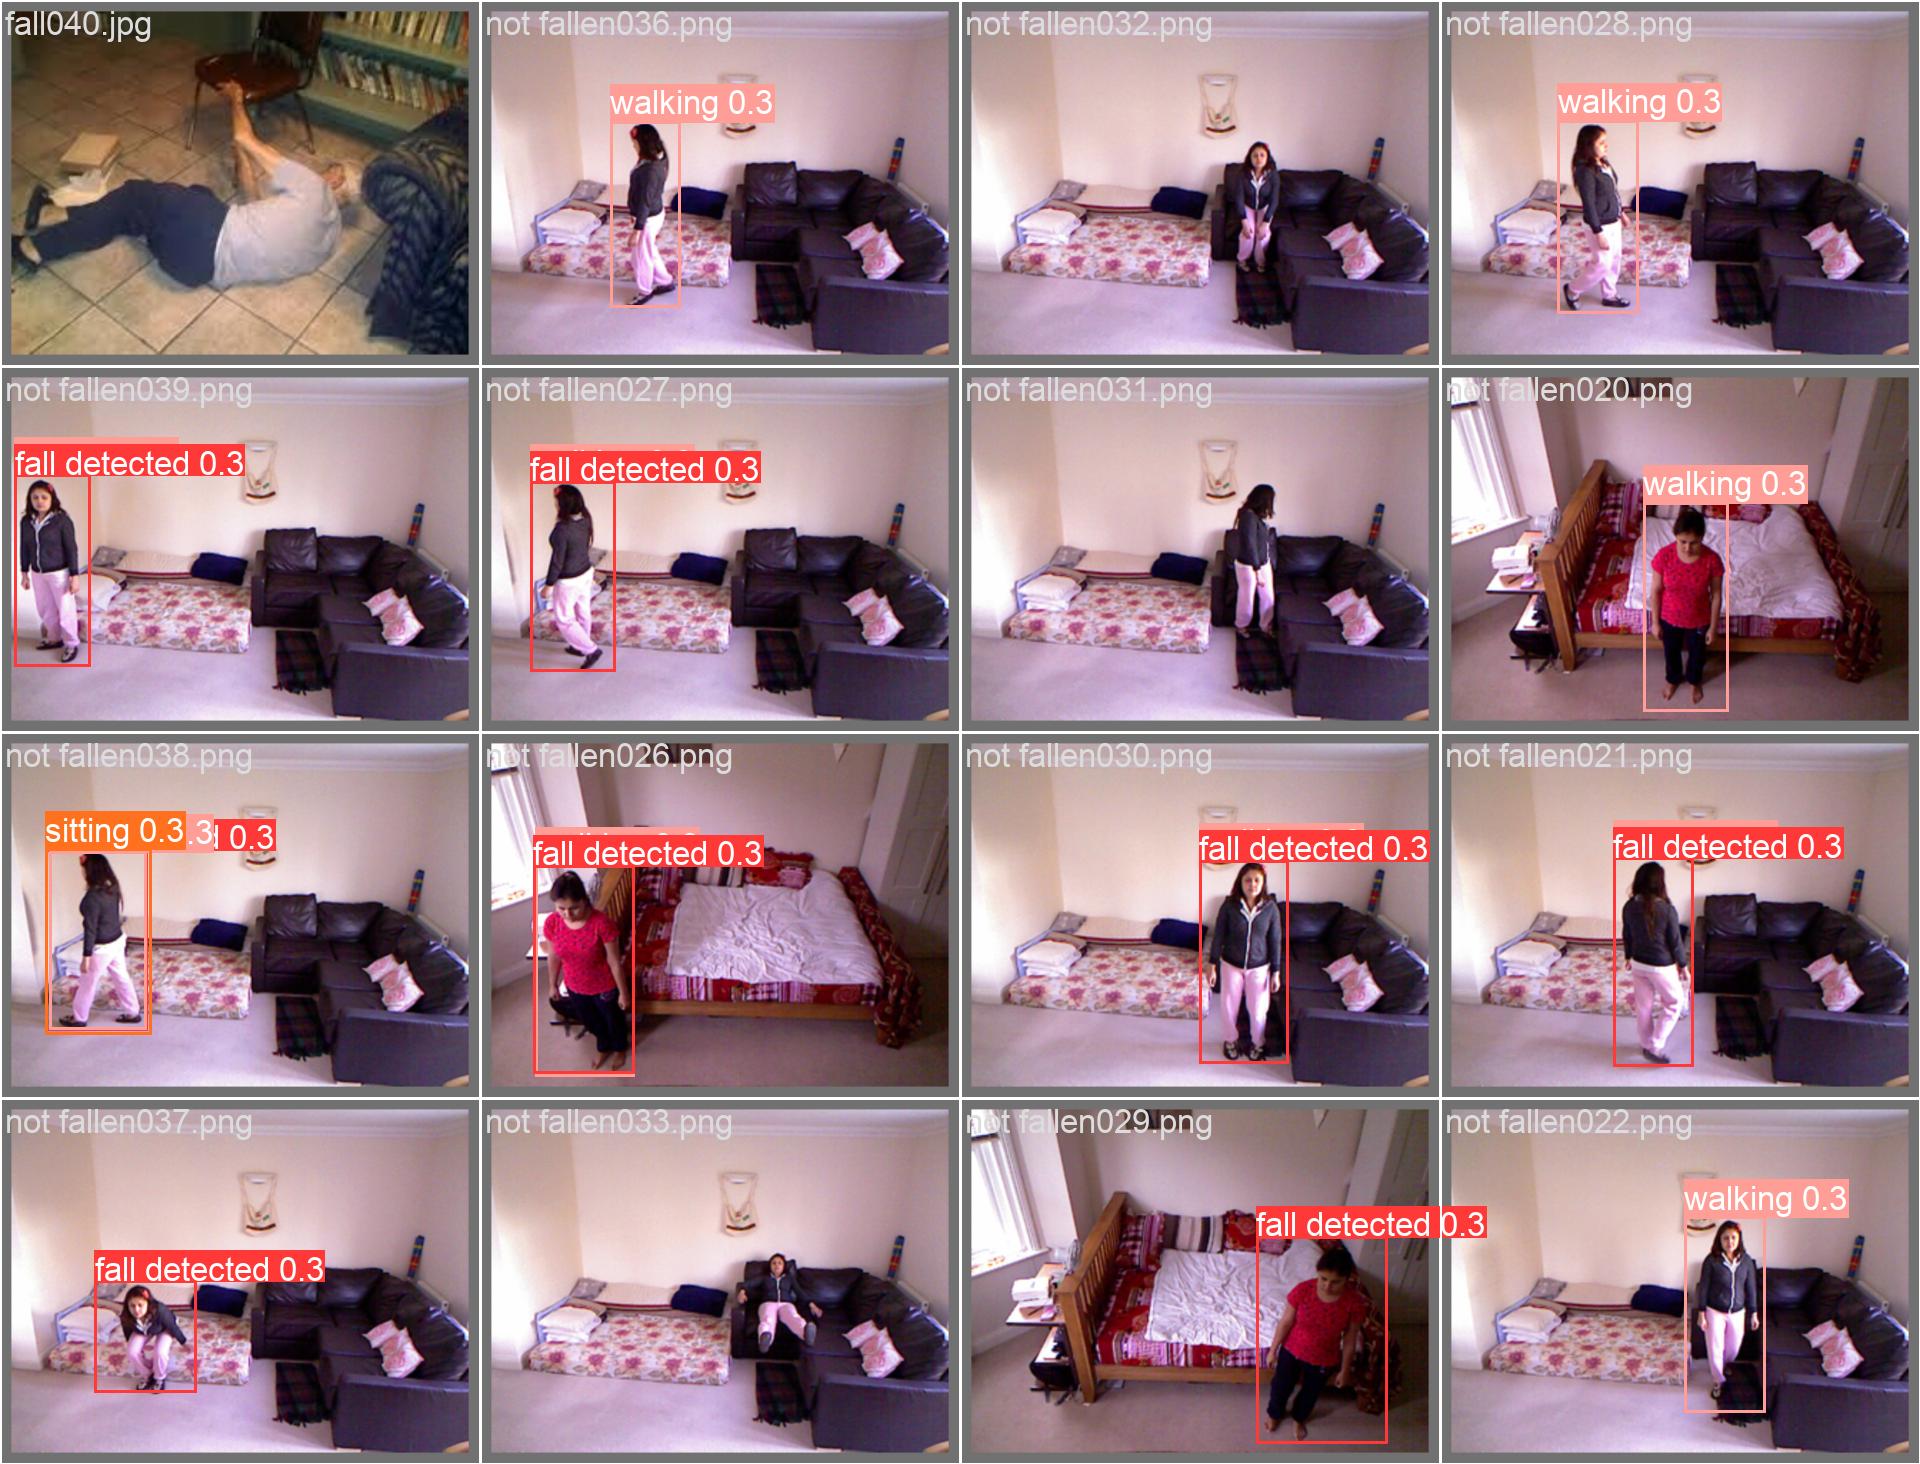 fall040.jpg
not fallen036.png
walking 0.3
not fallen032.png
not fallen028.png
walking 0.3
not fallen039.png
fall detected 0.3
not fallen027.png
fall detected 0.3
not fallen031.png
not fallen020.png
walking 0.3
not fallen038.png
sitting 0.3
.3
d 0.3
not fallen026.png
fall detected 0.3
not fallen030.png
fall detected 0.3
not fallen021.png
fall detected 0.3
not fallen037.png
fall detected 0.3
not fallen033.png
not fallen029.png
fall detected 0.3
not fallen022.png
walking 0.3